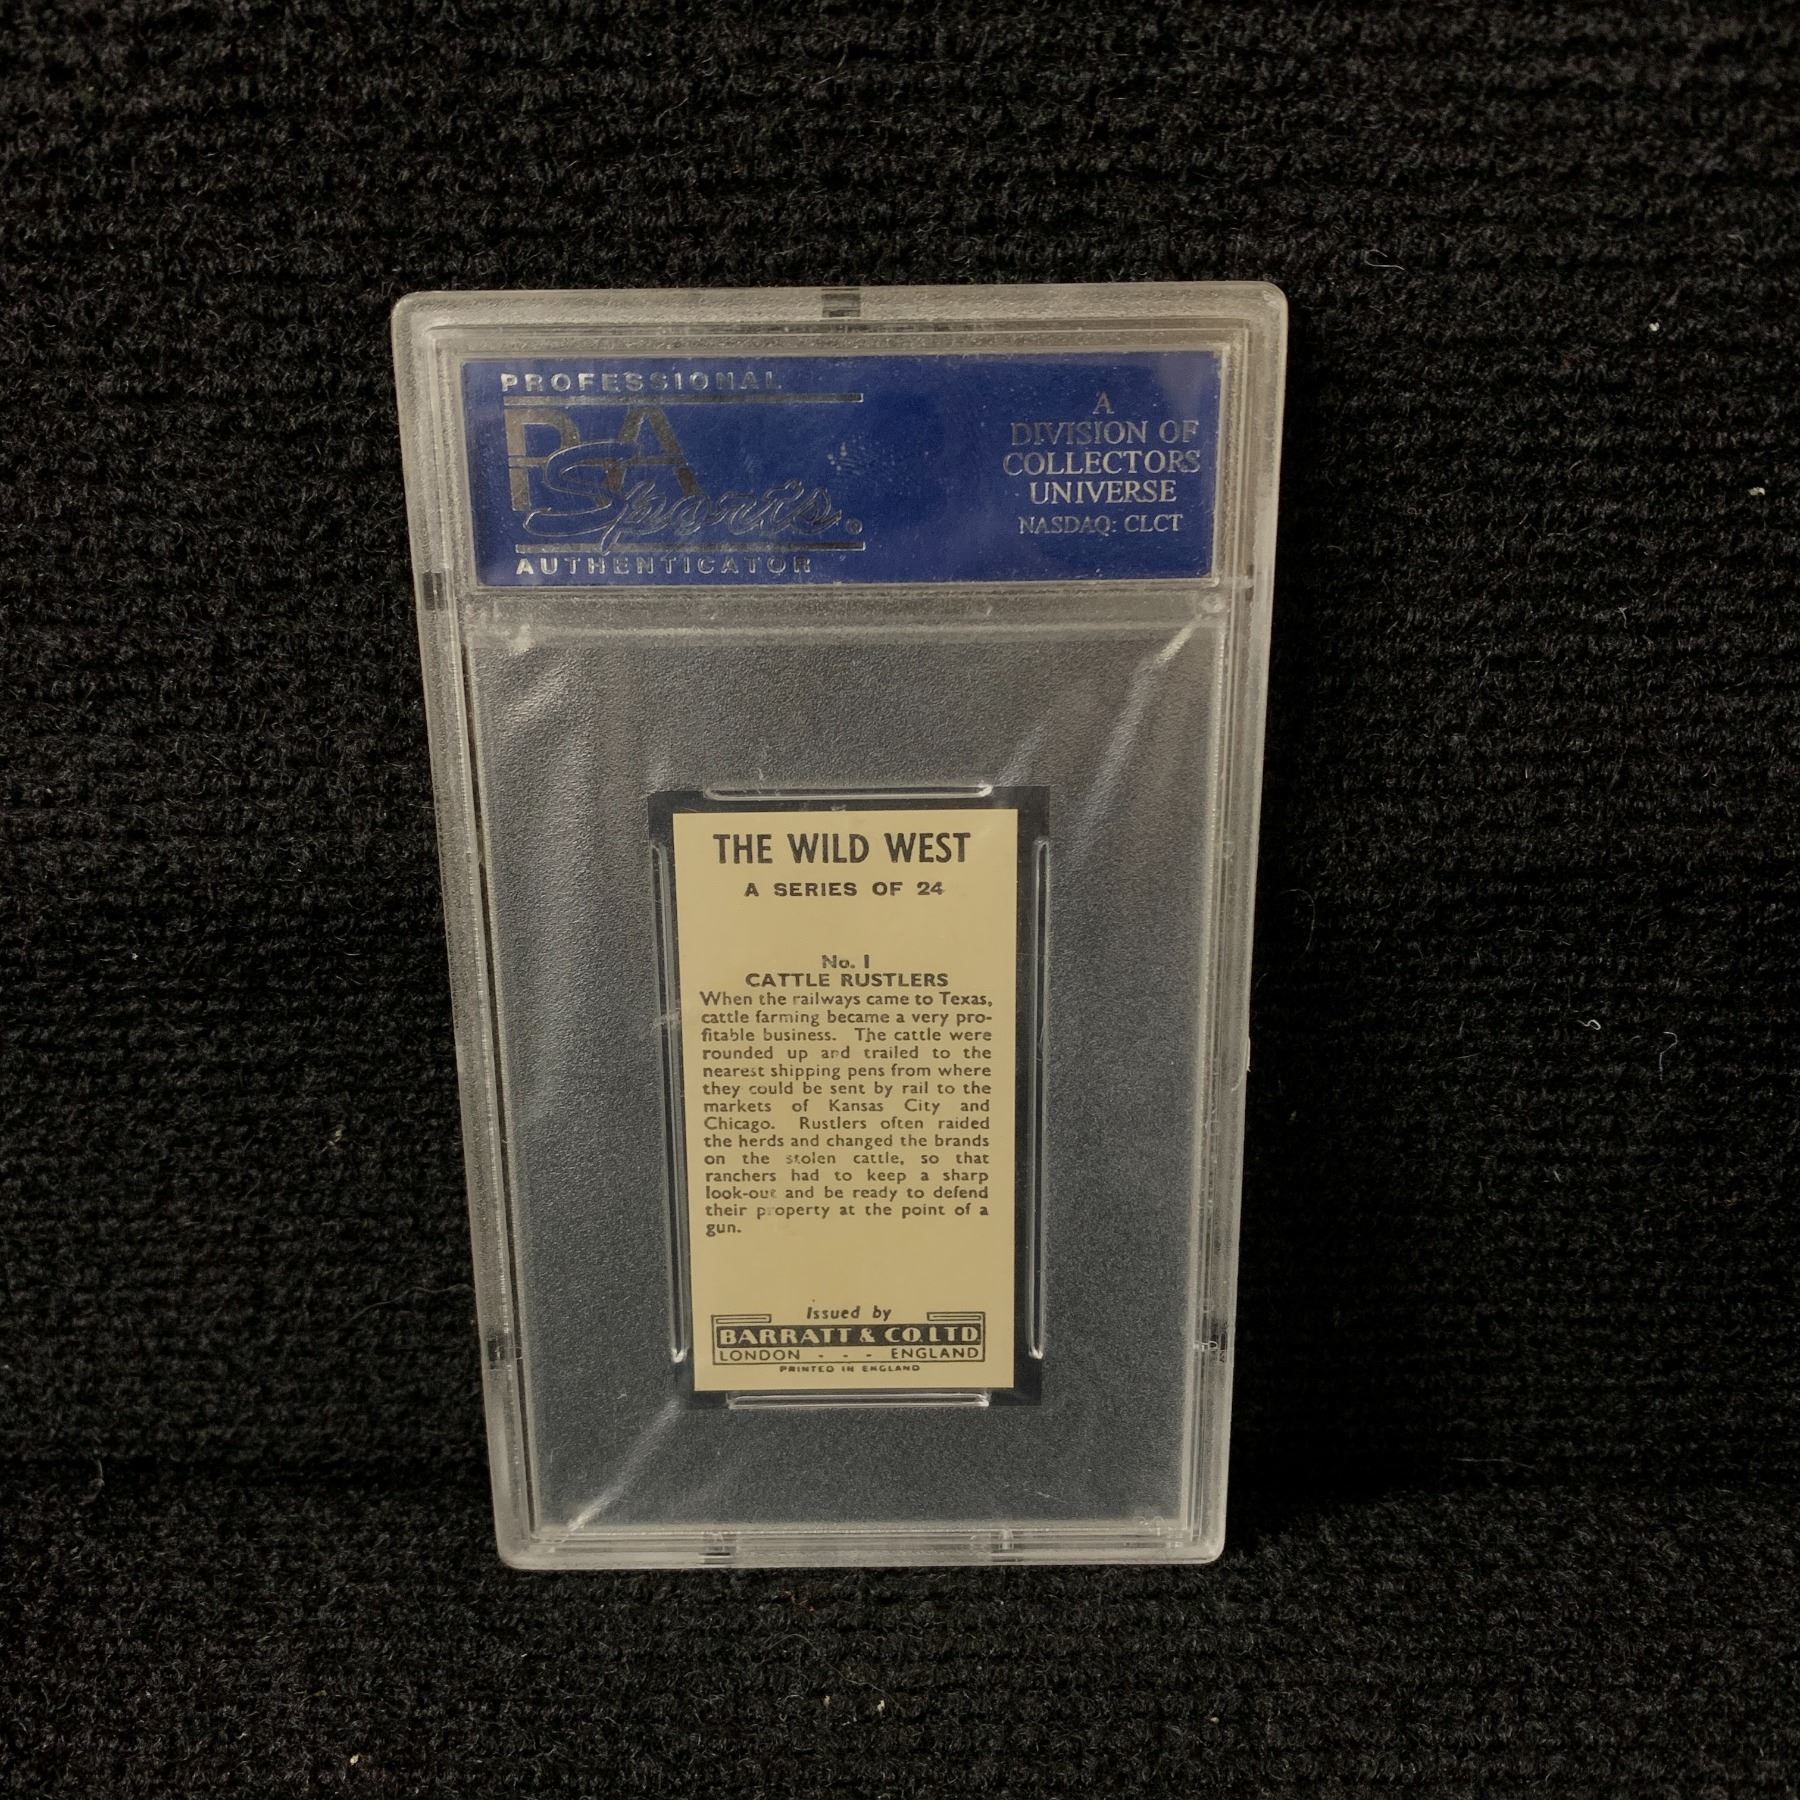 PROFESSIONAL
PSA
Sports
AUTHENTICATOR
A
DIVISION OF
COLLECTORS
UNIVERSE
NASDAQ: CLCT
THE WILD WEST
A SERIES OF 24
No. 1
CATTLE RUSTLERS
When the railways came to Texas,
cattle farming became a very pro-
fitable business. The cattle were
rounded up and trailed to the
nearest shipping pens from where
they could be sent by rail to the
markets of Kansas City and
Chicago. Rustlers often raided
the herds and changed the brands
on the stolen cattle, so that
ranchers had to keep a sharp
look-out and be ready to defend
their property at the point of a
gun.
Issued by
BARRATT & CO. LTD
LONDON - - - ENGLAND
PRINTED IN ENGLAND